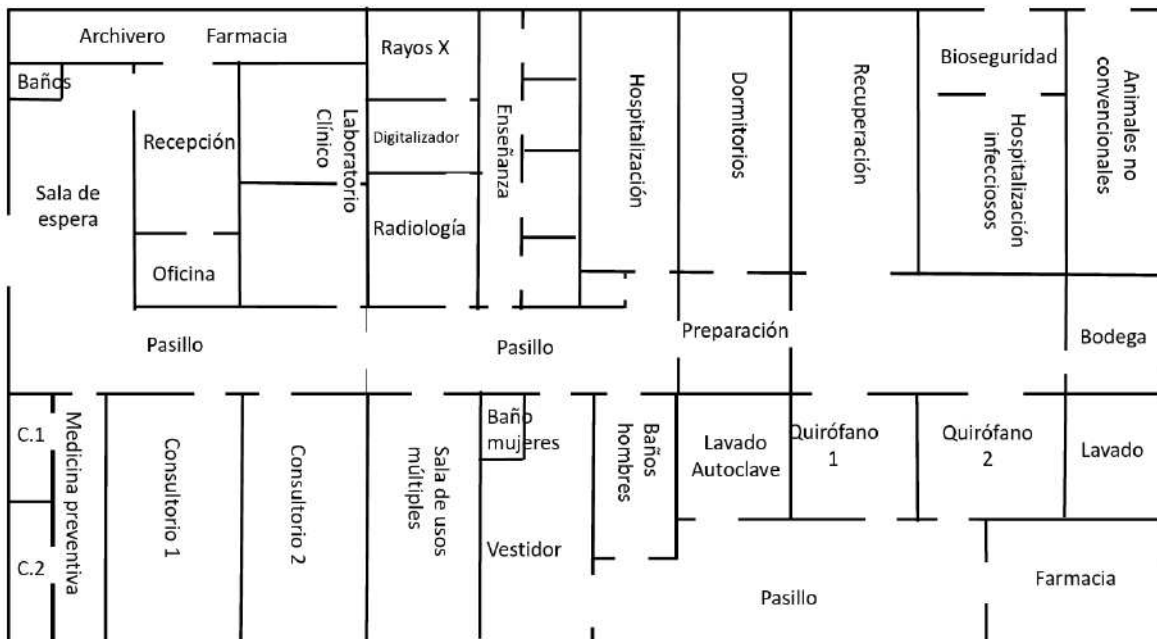 Archivero
Farmacia
Rayos X
Baños
Bioseguridad
Animales no
convencionales
Enseñanza
Hospitalización
Dormitorios
Recuperación
Hospitalización
infecciosos
Recepción
Laboratorio
Clínico
Digitalizador
Sala de
espera
Radiología
Oficina
Pasillo
Pasillo
Preparación
Bodega
C.1
Medicina preventiva
Consultorio 1
Consultorio 2
Sala de usos
múltiples
Baño
mujeres
Baños
hombres
Lavado
Autoclave
Quirófano
1
Quirófano
2
Lavado
C.2
Vestidor
Pasillo
Farmacia